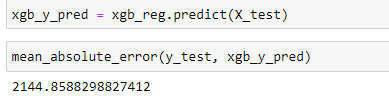 xgb_y_pred = xgb_reg.predict(X_test)
mean_absolute_error(y_test, xgb_y_pred)
2144.8588298827412